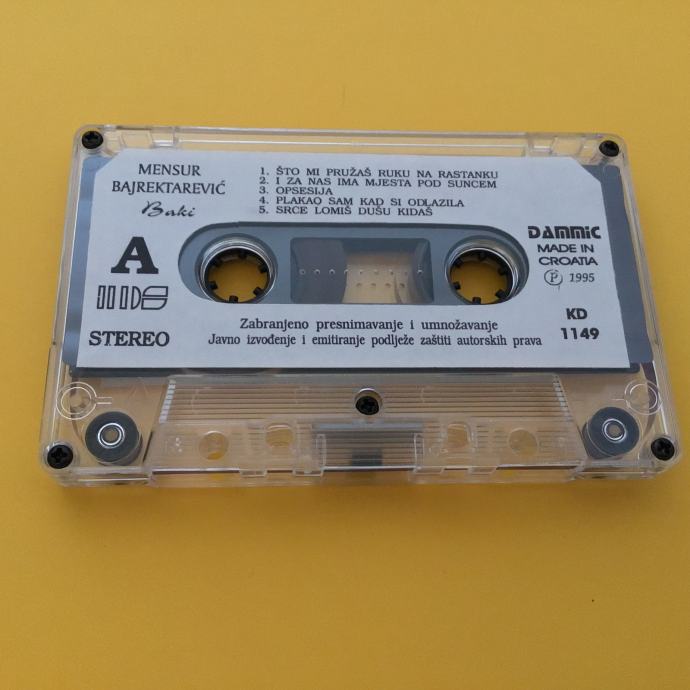 MENSUR
BAJREKTAREVIĆ
Baki
A
STEREO
1. ŠTO MI PRUŽAŠ RUKU NA RASTANKU
2. I ZA NAS IMA MJESTA POD SUNCEM
3. OPSESIJA
4. PLAKAO SAM KAD SI ODLAZILA
5. SRCE LOMIŠ DUŠU KIDAŠ
DAMMIC
MADE IN
CROATIA
Ⓟ 1995
KD
1149
Zabranjeno presnimavanje i umnožavanje
Javno izvođenje i emitiranje podlježe zaštiti autorskih prava